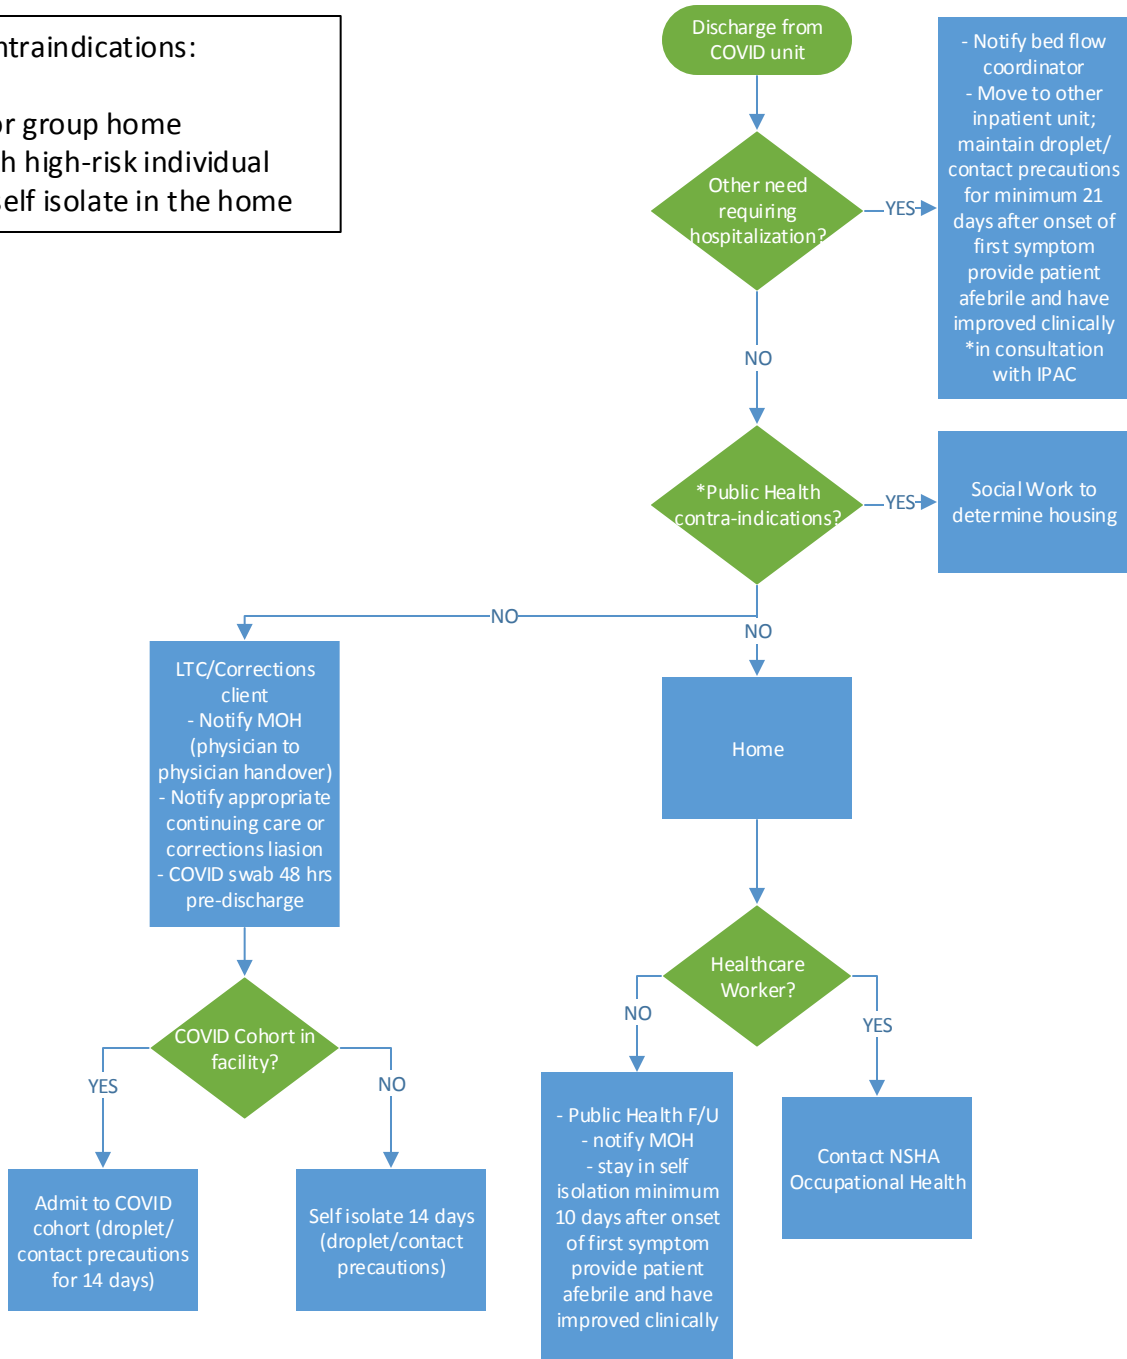 ntraindications:
or group home
h high-risk individual
self isolate in the home
Discharge from
COVID unit
Other need
requiring
hospitalization?
YES
- Notify bed flow
coordinator
- Move to other
inpatient unit;
maintain droplet/
contact precautions
for minimum 21
days after onset of
first symptom
provide patient
afebrile and have
improved clinically
*in consultation
with IPAC
NO
*Public Health
contra-indications?
YES
Social Work to
determine housing
NO
NO
LTC/Corrections
client
- Notify MOH
(physician to
physician handover)
- Notify appropriate
continuing care or
corrections liasion
- COVID swab 48 hrs
pre-discharge
Home
COVID Cohort in
facility?
YES
NO
Healthcare
Worker?
NO
YES
Admit to COVID
cohort (droplet/
contact precautions
for 14 days)
Self isolate 14 days
(droplet/contact
precautions)
- Public Health F/U
- notify MOH
- stay in self
isolation minimum
10 days after onset
of first symptom
provide patient
afebrile and have
improved clinically
Contact NSHA
Occupational Health